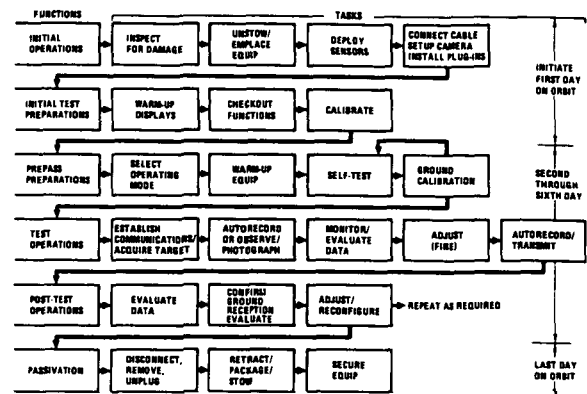 FUNCTIONS
TASKS
INITIAL
OPERATIONS
INSPECT
FOR DAMAGE
UNSTOW/
EMPLACE
EQUIP
DEPLOY
SENSORS
CONNECT CABLE
SETUP CAMERA
INSTALL PLUG-INS
INITIATE
FIRST DAY
ON ORBIT
INITIAL TEST
PREPARATIONS
WARM-UP
DISPLAYS
CHECKOUT
FUNCTIONS
CALIBRATE
PREPASS
PREPARATIONS
SELECT
OPERATING
MODE
WARM-UP
EQUIP
SELF-TEST
GROUND
CALIBRATION
SECOND
THROUGH
SIXTH DAY
TEST
OPERATIONS
ESTABLISH
COMMUNICATIONS/
ACQUIRE TARGET
AUTORECORD
OR OBSERVE/
PHOTOGRAPH
MONITOR/
EVALUATE
DATA
ADJUST
(FINE)
AUTORECORD/
TRANSMIT
POST-TEST
OPERATIONS
EVALUATE
DATA
CONFIRM
GROUND
RECEPTION
EVALUATE
ADJUST/
RECONFIGURE
REPEAT AS REQUIRED
PASSIVATION
DISCONNECT,
REMOVE,
UNPLUG
RETRACT/
PACKAGE/
STOW
SECURE
EQUIP
LAST DAY
ON ORBIT